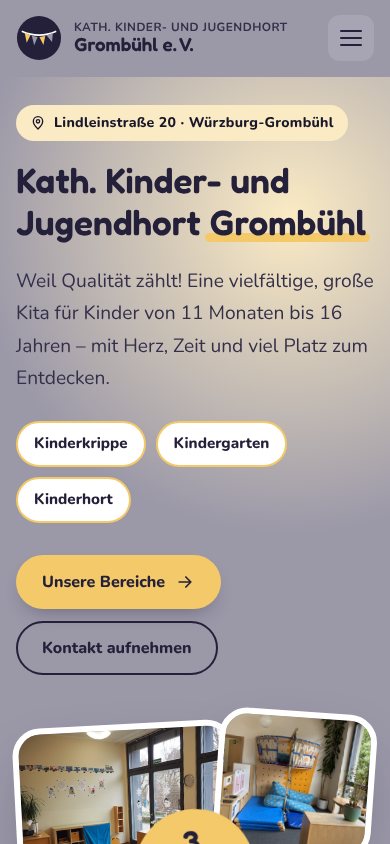 KATH. KINDER- UND JUGENDHORT
Grombühl e. V.
Lindleinstraße 20 · Würzburg-Grombühl
Kath. Kinder- und
Jugendhort Grombühl
Weil Qualität zählt! Eine vielfältige, große
Kita für Kinder von 11 Monaten bis 16
Jahren – mit Herz, Zeit und viel Platz zum
Entdecken.
Kinderkrippe
Kindergarten
Kinderhort
Unsere Bereiche →
Kontakt aufnehmen
3